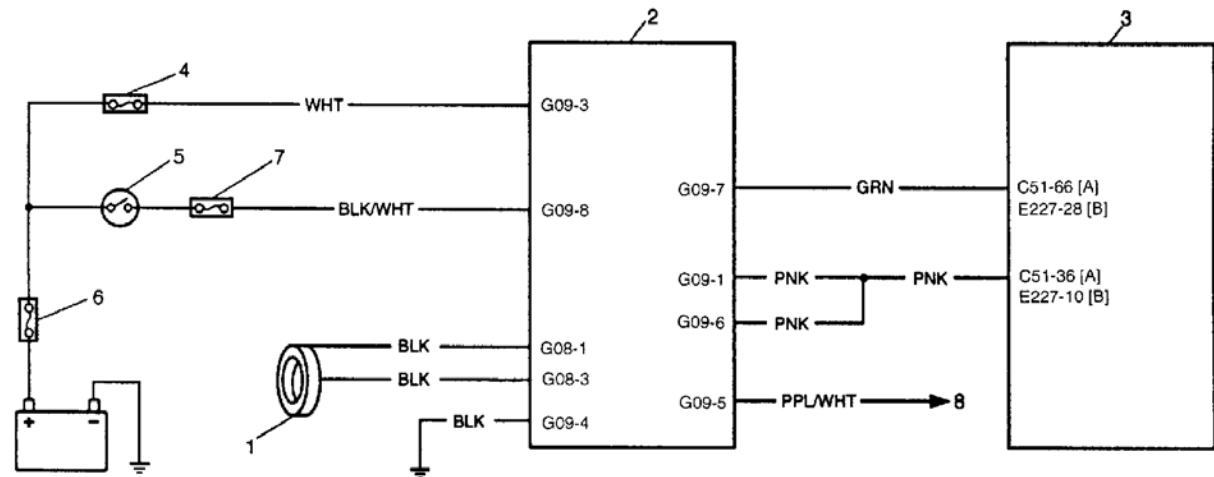 2
3
4
WHT
G09-3
5
7
G09-7
GRN
C51-66 [A]
E227-28 [B]
BLK/WHT
G09-8
6
G09-1
PNK
PNK
C51-36 [A]
E227-10 [B]
G09-6
PNK
BLK
G08-1
BLK
G08-3
G09-5
PPL/WHT
8
+
−
1
BLK
G09-4